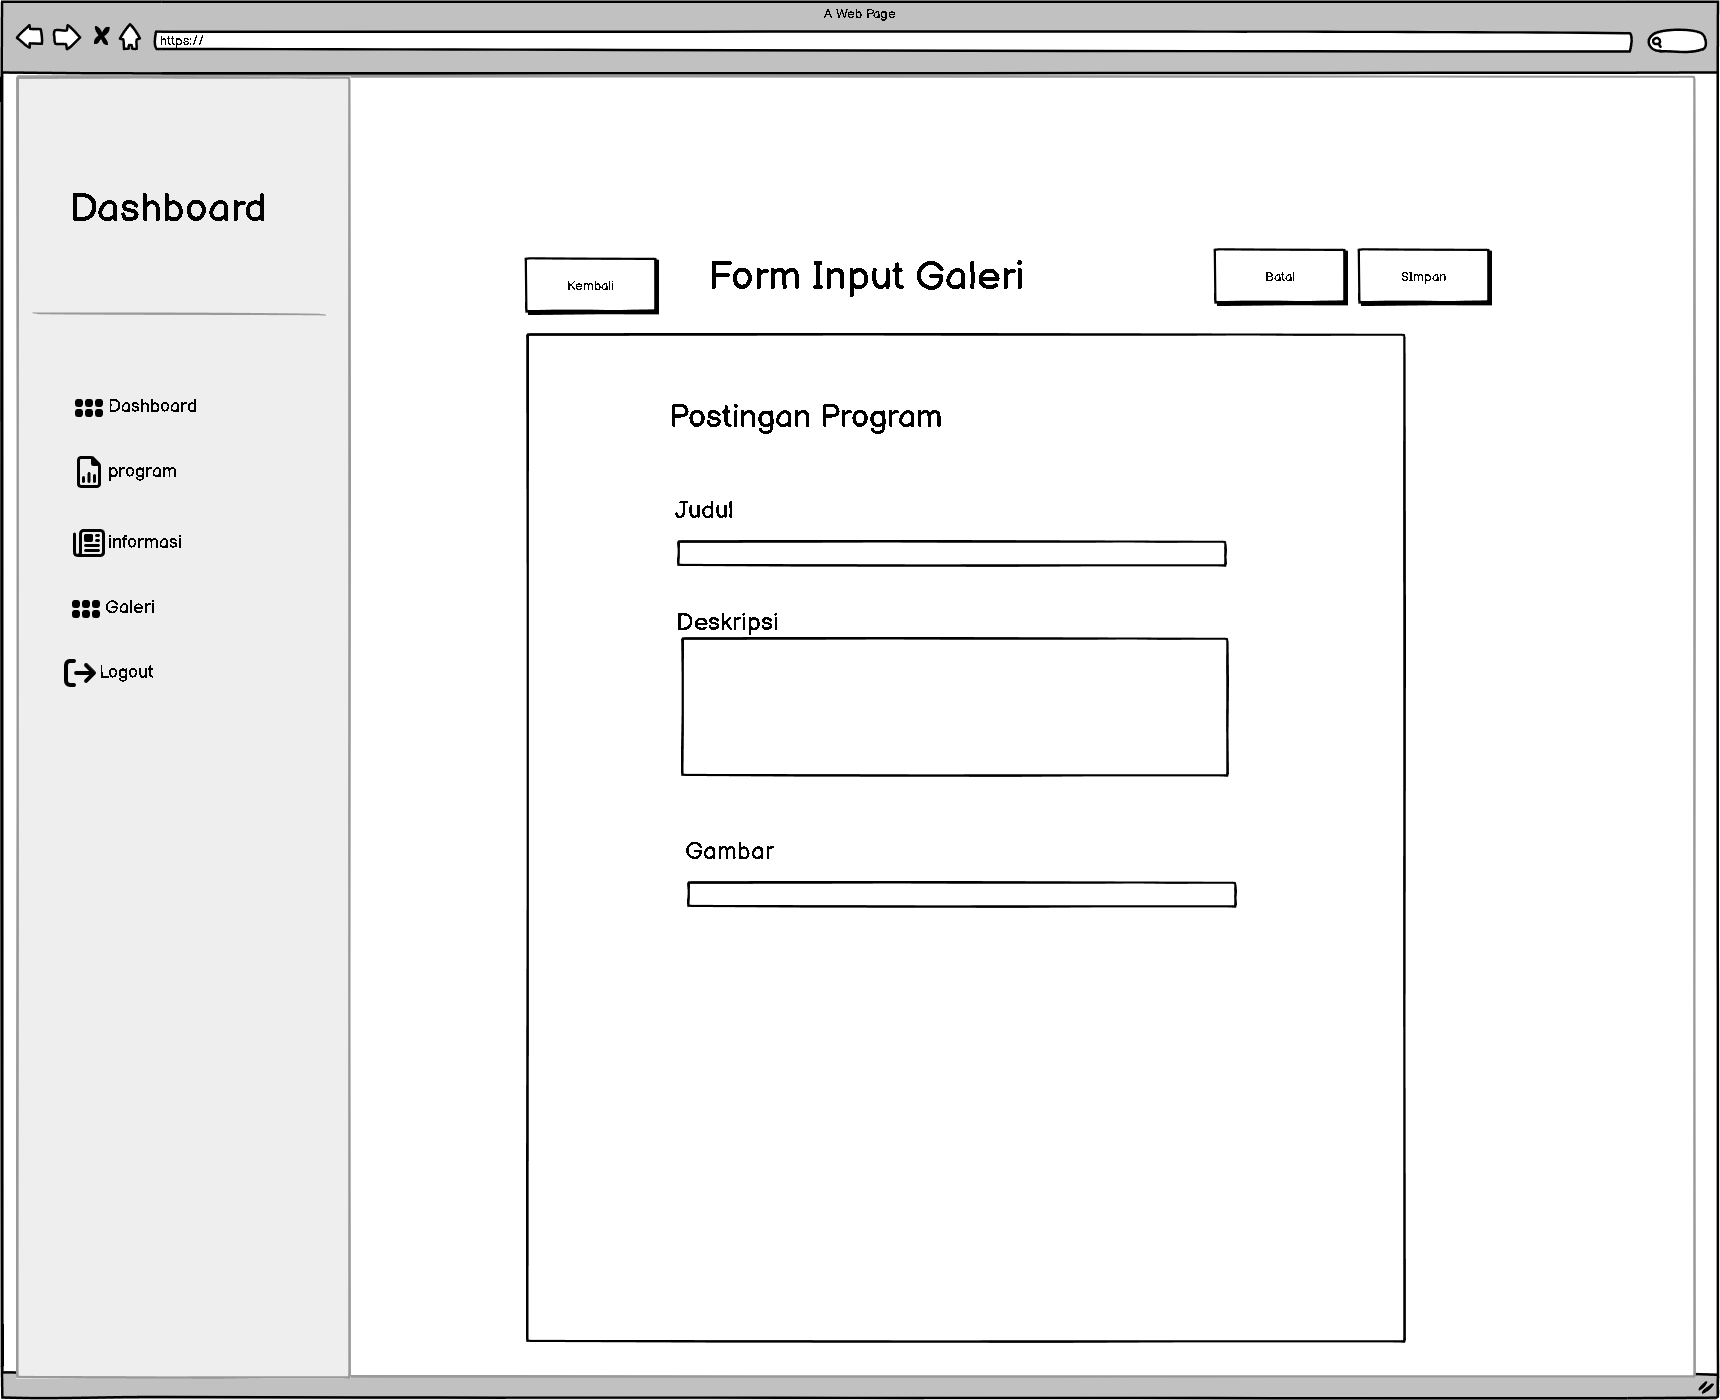 A Web Page
https://
Dashboard
Dashboard
program
informasi
Galeri
Logout
Kembali
Form Input Galeri
Batal
SImpan
Postingan Program
Judul
Deskripsi
Gambar